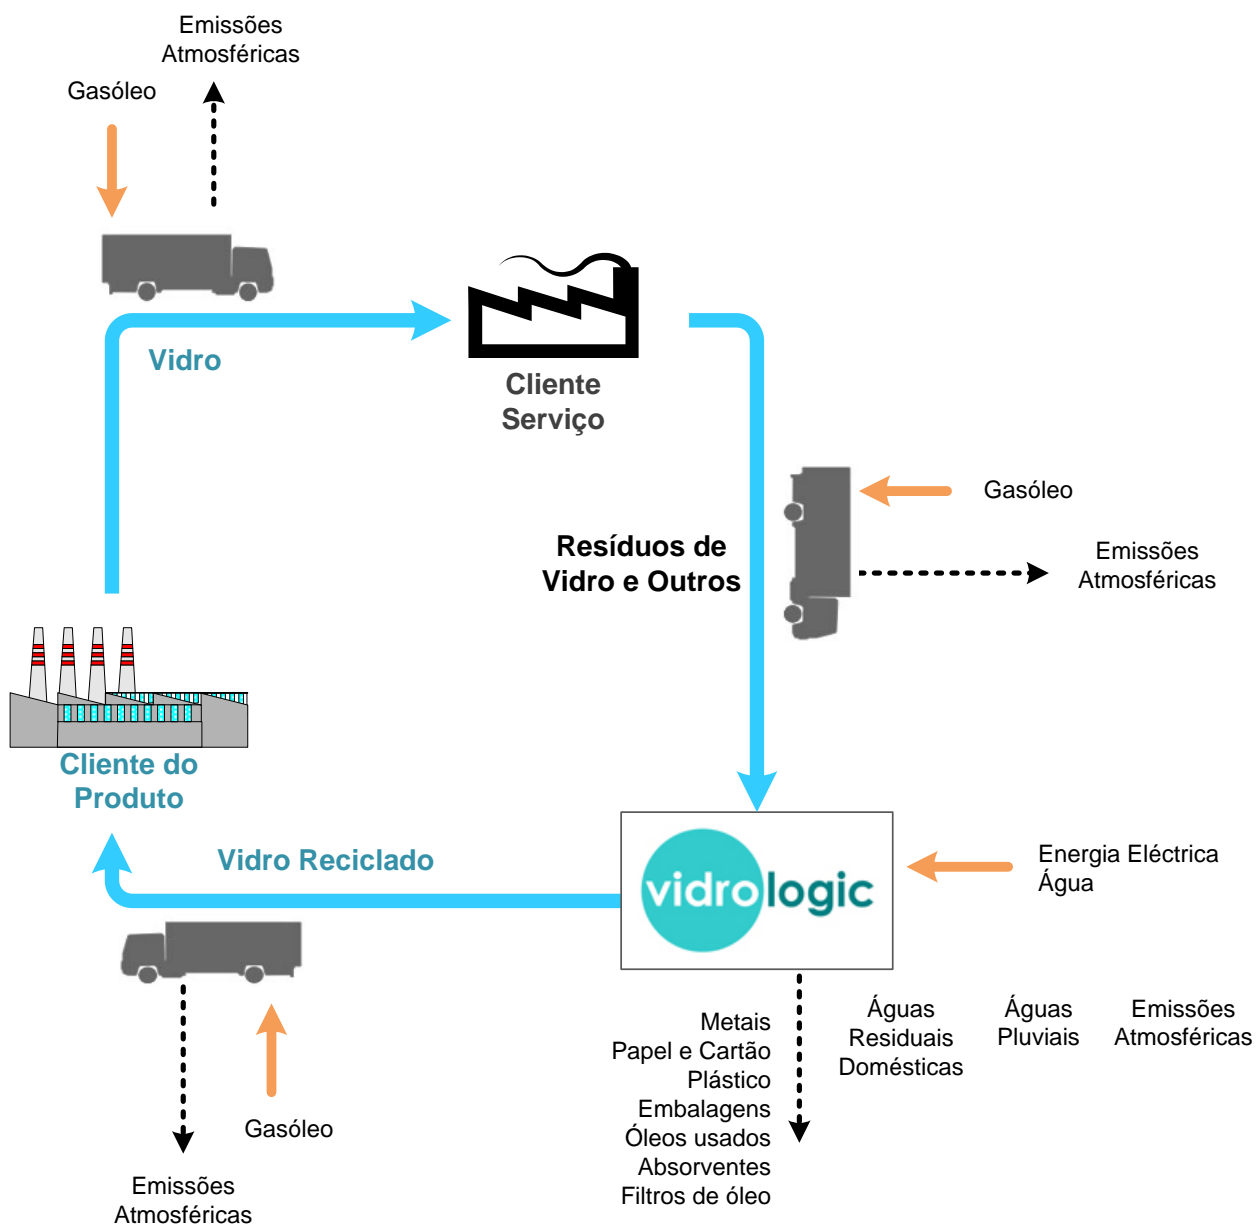 Emissões
Atmosféricas
Gasóleo
Vidro
Cliente
Serviço
Gasóleo
Resíduos de
Vidro e Outros
Emissões
Atmosféricas
Cliente do
Produto
Vidro Reciclado
vidrologic
Energia Eléctrica
Água
Metais
Papel e Cartão
Plástico
Embalagens
Óleos usados
Absorventes
Filtros de óleo
Águas
Residuais
Domésticas
Águas
Pluviais
Emissões
Atmosféricas
Gasóleo
Emissões
Atmosféricas